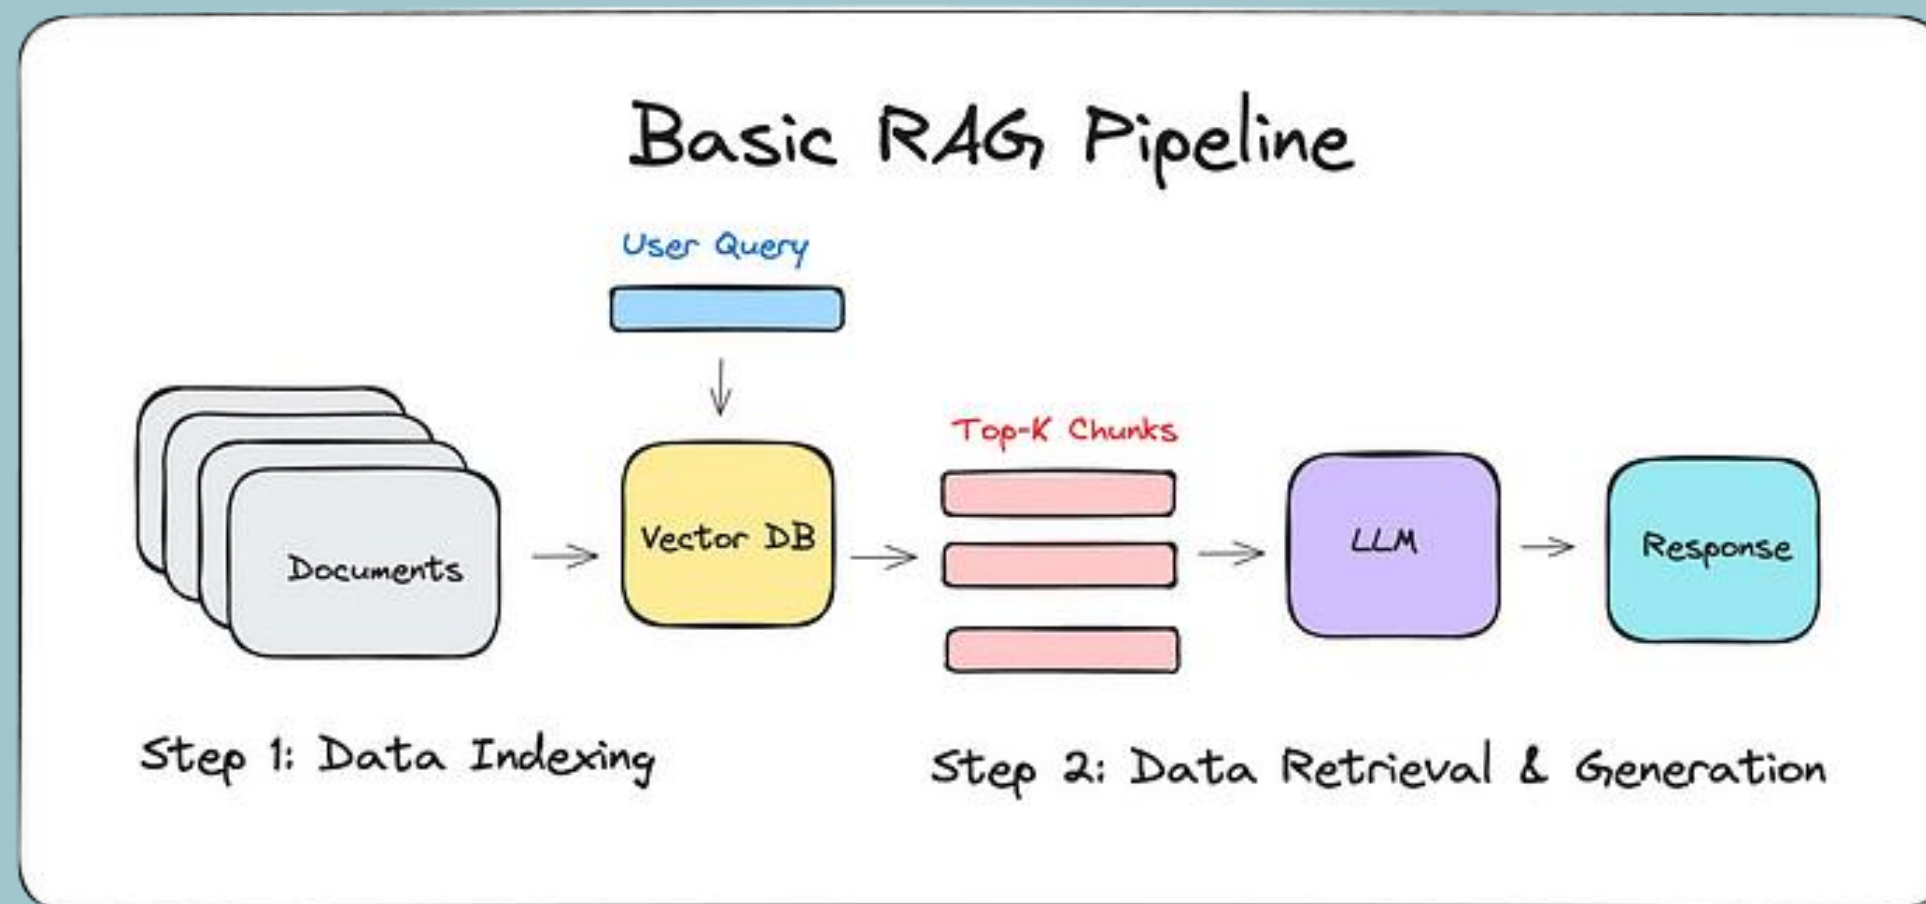 Basic RAG Pipeline
User Query
Top-K Chunks
Documents
Vector DB
LLM
Response
Step 1: Data Indexing
Step 2: Data Retrieval & Generation